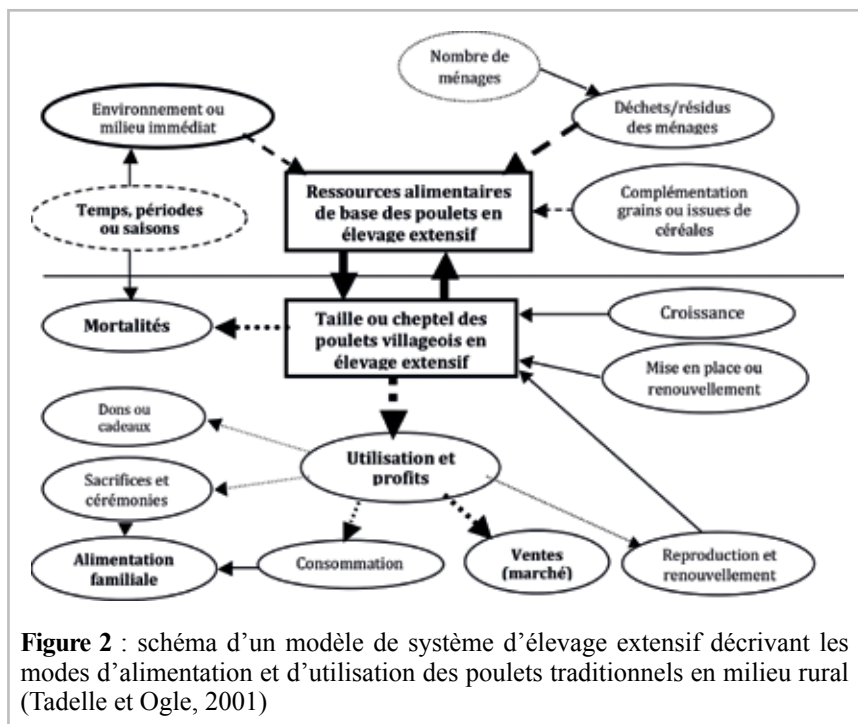 Nombre de
ménages
Environnement ou
milieu immédiat
Déchets/résidus
des ménages
Ressources alimentaires
de base des poulets en
élevage extensif
Complémentation
grains ou issues de
céréales
Temps, périodes
ou saisons
Mortalités
Taille ou cheptel des
poulets villageois en
élevage extensif
Croissance
Mise en place ou
renouvellement
Dons ou
cadeaux
Utilisation et
profits
Sacrifices et
cérémonies
Alimentation
familiale
Consommation
Ventes
(marché)
Reproduction et
renouvellement
Figure 2 : schéma d'un modèle de système d'élevage extensif décrivant les
modes d'alimentation et d'utilisation des poulets traditionnels en milieu rural
(Tadelle et Ogle, 2001)